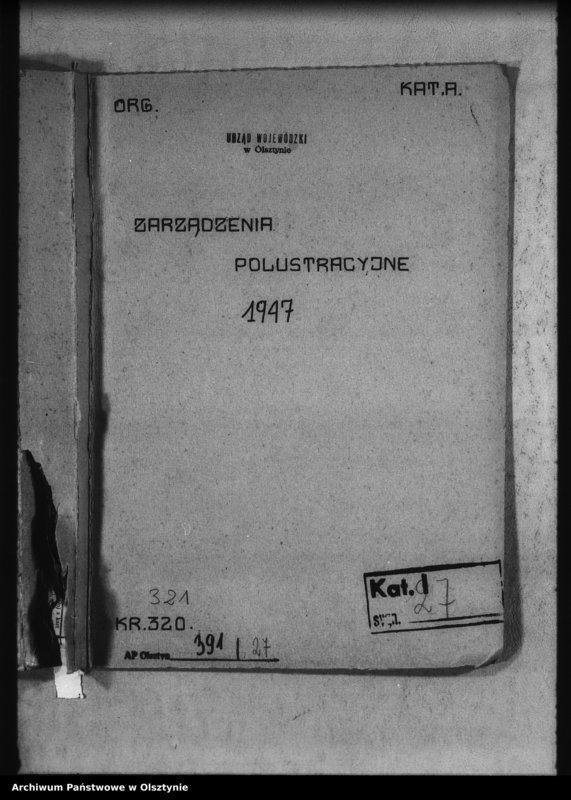 ORG.
KAT.A.
URZĄD WOJEWÓDZKI
w Olsztynie
ZARZĄDZENIA
POLUSTRACYJNE
1947
Kat. I
27
321
KR.320.
AP Olsztyn 391 / 27
Archiwum Państwowe w Olsztynie